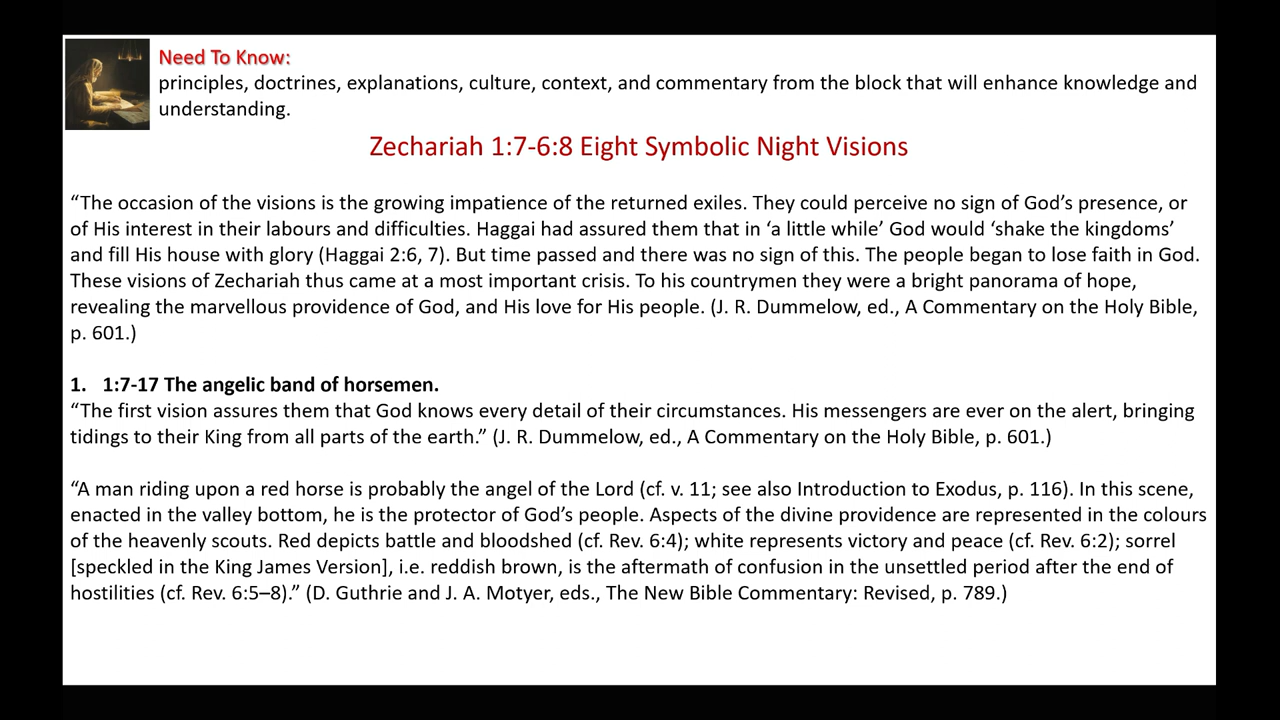 Need To Know:
principles, doctrines, explanations, culture, context, and commentary from the block that will enhance knowledge and
understanding.
Zechariah 1:7-6:8 Eight Symbolic Night Visions
“The occasion of the visions is the growing impatience of the returned exiles. They could perceive no sign of God’s presence, or
of His interest in their labours and difficulties. Haggai had assured them that in ‘a little while’ God would ‘shake the kingdoms’
and fill His house with glory (Haggai 2:6, 7). But time passed and there was no sign of this. The people began to lose faith in God.
These visions of Zechariah thus came at a most important crisis. To his countrymen they were a bright panorama of hope,
revealing the marvellous providence of God, and His love for His people. (J. R. Dummelow, ed., A Commentary on the Holy Bible,
p. 601.)
1. 1:7-17 The angelic band of horsemen.
“The first vision assures them that God knows every detail of their circumstances. His messengers are ever on the alert, bringing
tidings to their King from all parts of the earth.” (J. R. Dummelow, ed., A Commentary on the Holy Bible, p. 601.)
“A man riding upon a red horse is probably the angel of the Lord (cf. v. 11; see also Introduction to Exodus, p. 116). In this scene,
enacted in the valley bottom, he is the protector of God’s people. Aspects of the divine providence are represented in the colours
of the heavenly scouts. Red depicts battle and bloodshed (cf. Rev. 6:4); white represents victory and peace (cf. Rev. 6:2); sorrel
[speckled in the King James Version], i.e. reddish brown, is the aftermath of confusion in the unsettled period after the end of
hostilities (cf. Rev. 6:5–8).” (D. Guthrie and J. A. Motyer, eds., The New Bible Commentary: Revised, p. 789.)